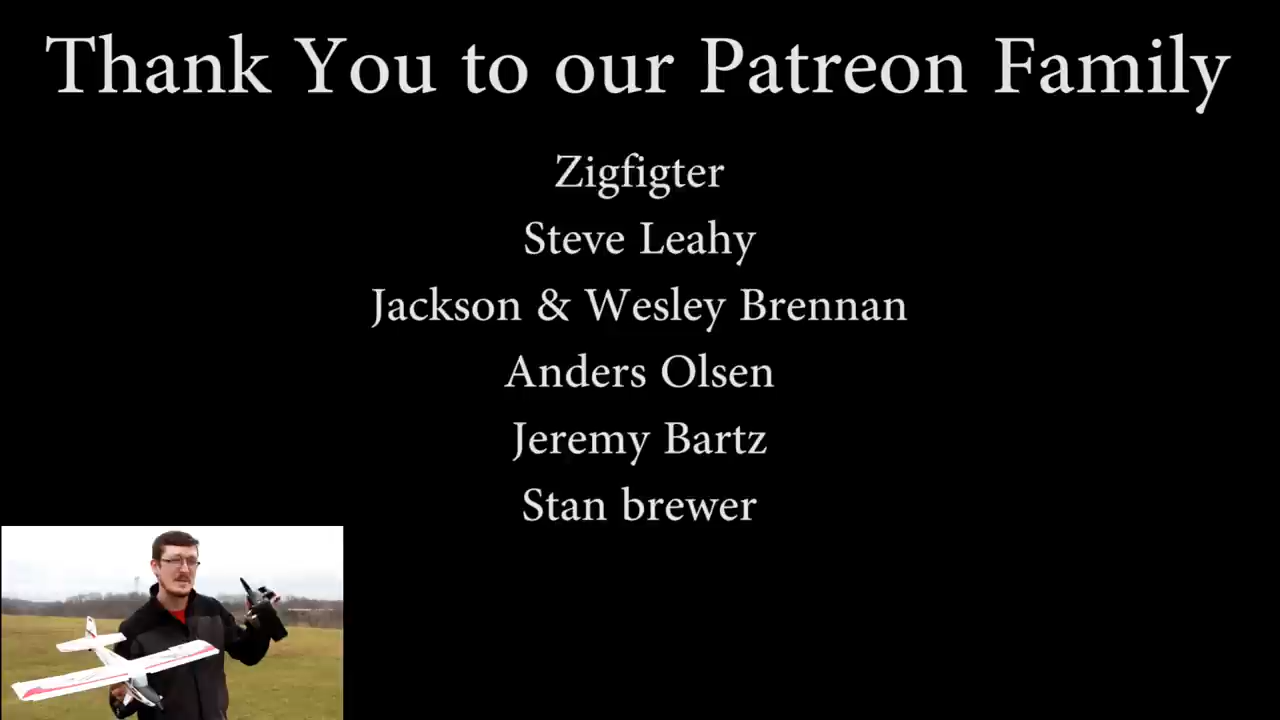 Thank You to our Patreon Family
Zigfigter
Steve Leahy
Jackson & Wesley Brennan
Anders Olsen
Jeremy Bartz
Stan brewer